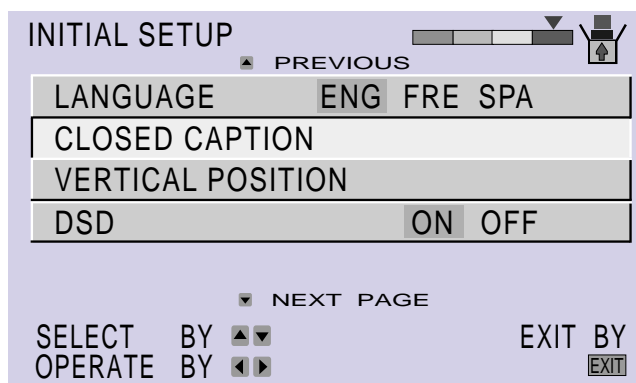 INITIAL SETUP
PREVIOUS
LANGUAGE ENG FRE SPA
CLOSED CAPTION
VERTICAL POSITION
DSD ON OFF
NEXT PAGE
SELECT BY EXIT BY
OPERATE BY EXIT